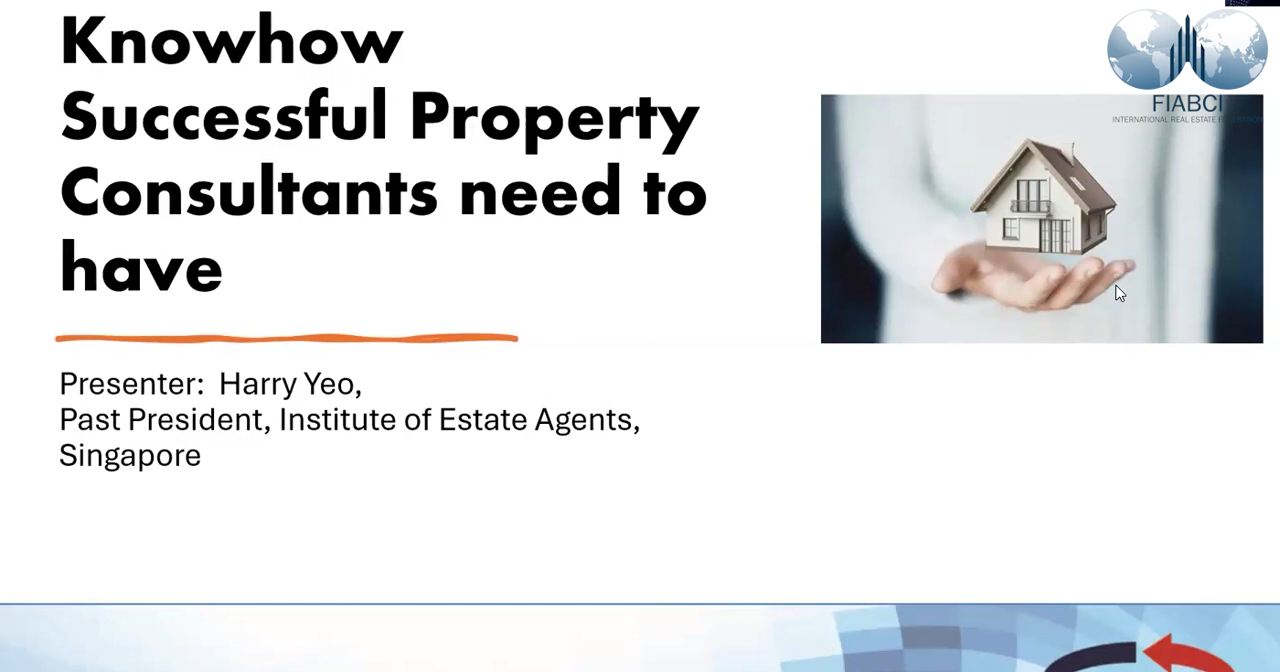 Knowhow
Successful Property
Consultants need to
have
Presenter:  Harry Yeo,
Past President, Institute of Estate Agents,
Singapore
FIABCI
INTERNATIONAL REAL ESTATE